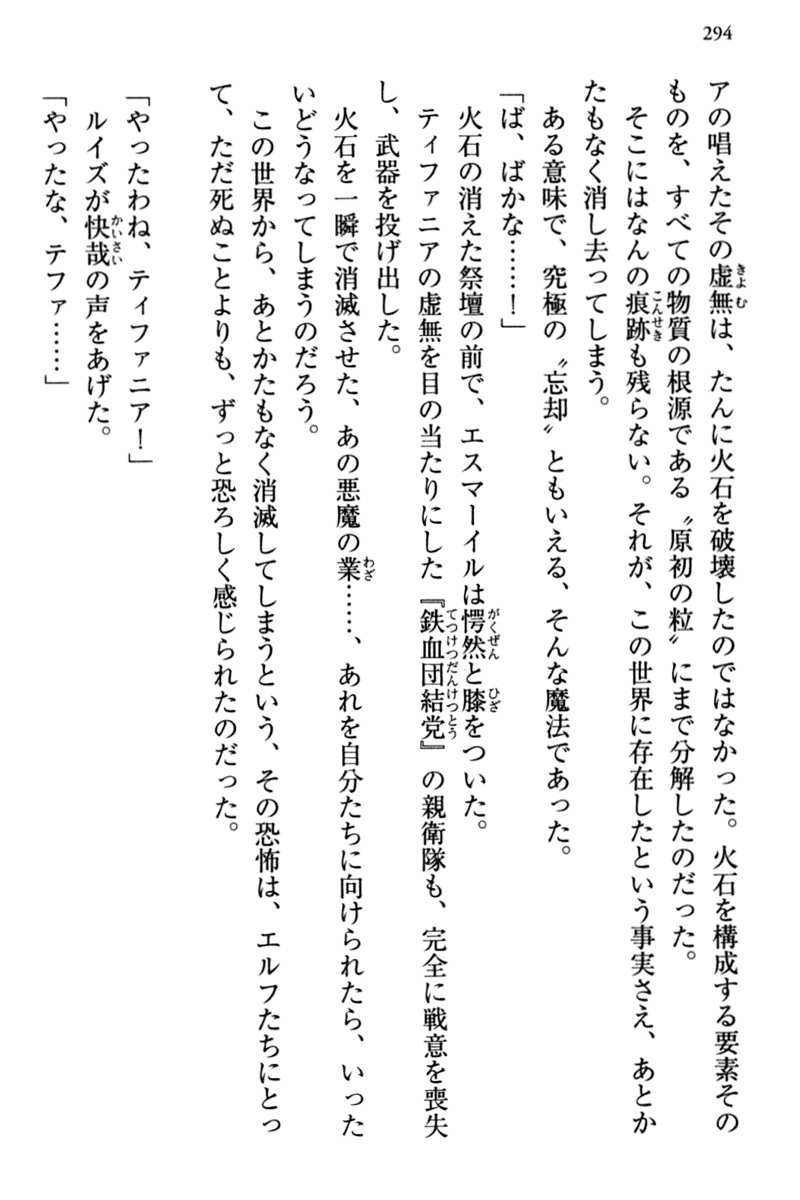 294
アの唱えたその虚無は、たんに火石を破壊したのではなかった。火石を構成する要素その
ものを、すべての物質の根源である〝原初の粒〟にまで分解したのだった。
そこにはなんの痕跡も残らない。それが、この世界に存在したという事実さえ、あとか
たもなく消し去ってしまう。
ある意味で、究極の〝忘却〟ともいえる、そんな魔法であった。
「ば、ばかな……！」
火石の消えた祭壇の前で、エスマーイルは愕然と膝をついた。
ティファニアの虚無を目の当たりにした『鉄血団結党』の親衛隊も、完全に戦意を喪失
し、武器を投げ出した。
火石を一瞬で消滅させた、あの悪魔の業……、あれを自分たちに向けられたら、いった
いどうなってしまうのだろう。
この世界から、あとかたもなく消滅してしまうという、その恐怖は、エルフたちにとっ
て、ただ死ぬことよりも、ずっと恐ろしく感じられたのだった。
「やったわね、ティファニア！」
ルイズが快哉の声をあげた。
「やったな、テファ……」